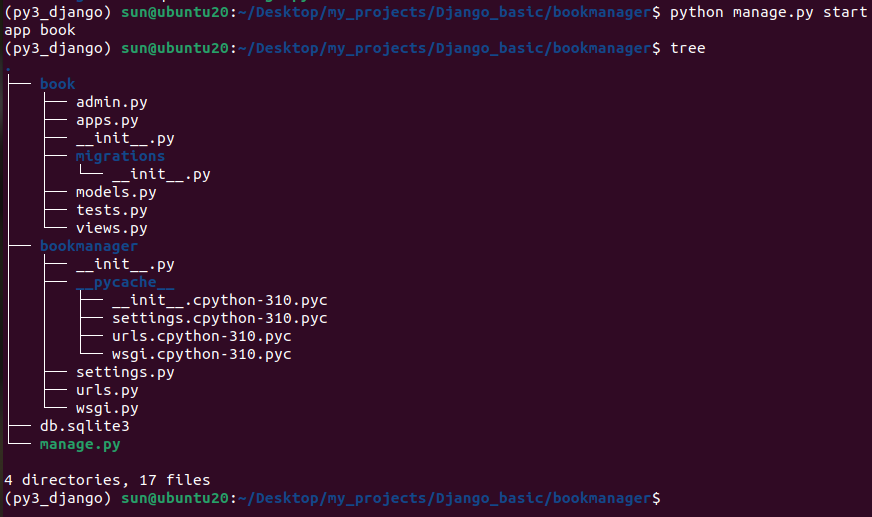 (py3_django) sun@ubuntu20:~/Desktop/my_projects/Django_basic/bookmanager$ python manage.py start
app book
(py3_django) sun@ubuntu20:~/Desktop/my_projects/Django_basic/bookmanager$ tree
.
├── book
│   ├── admin.py
│   ├── apps.py
│   ├── __init__.py
│   ├── migrations
│   │   └── __init__.py
│   ├── models.py
│   ├── tests.py
│   └── views.py
├── bookmanager
│   ├── __init__.py
│   ├── __pycache__
│   │   ├── __init__.cpython-310.pyc
│   │   ├── settings.cpython-310.pyc
│   │   ├── urls.cpython-310.pyc
│   │   └── wsgi.cpython-310.pyc
│   ├── settings.py
│   ├── urls.py
│   └── wsgi.py
├── db.sqlite3
└── manage.py
4 directories, 17 files
(py3_django) sun@ubuntu20:~/Desktop/my_projects/Django_basic/bookmanager$